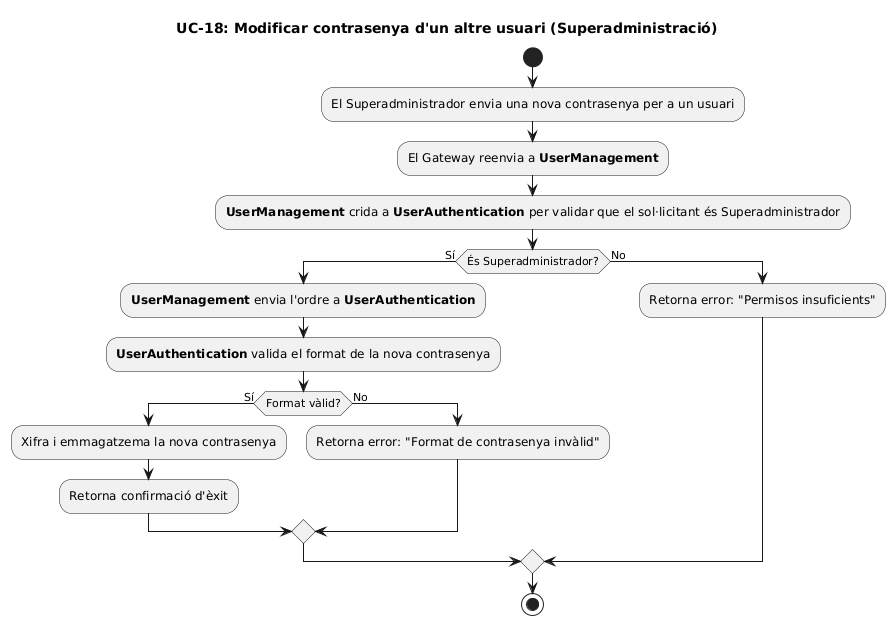 UC-18: Modificar contrasenya d'un altre usuari (Superadministració)
El Superadministrador envia una nova contrasenya per a un usuari
El Gateway reenvia a UserManagement
UserManagement crida a UserAuthentication per validar que el sol·licitant és Superadministrador
És Superadministrador?
Sí
No
UserManagement envia l'ordre a UserAuthentication
Retorna error: "Permisos insuficients"
UserAuthentication valida el format de la nova contrasenya
Format vàlid?
Sí
No
Xifra i emmagatzema la nova contrasenya
Retorna error: "Format de contrasenya invàlid"
Retorna confirmació d'èxit